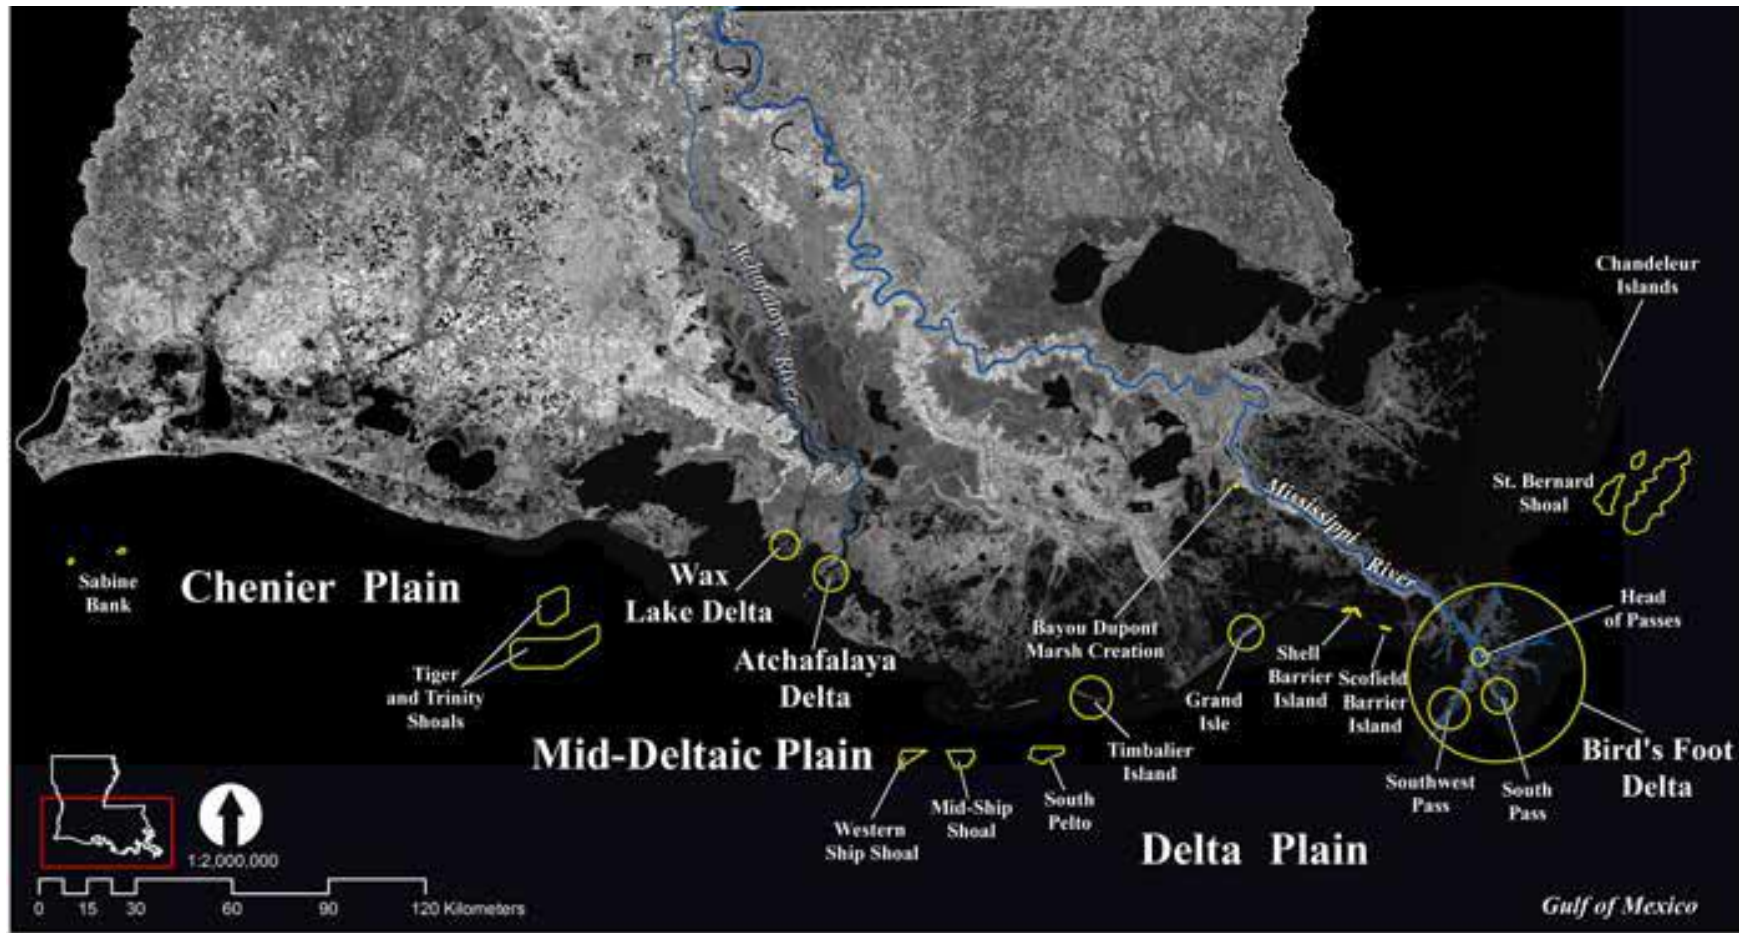 Chandeleur
Islands
Atchafalaya River
St. Bernard
Shoal
Mississippi River
Sabine
Bank
Chenier Plain
Wax
Lake Delta
Head
of Passes
Bayou Dupont
Marsh Creation
Tiger
and Trinity
Shoals
Atchafalaya
Delta
Shell
Barrier
Island
Scofield
Barrier
Island
Grand
Isle
Mid-Deltaic Plain
Timbalier
Island
Bird's Foot
Delta
Southwest
Pass
South
Pass
Western
Ship Shoal
Mid-Ship
Shoal
South
Pelto
Delta Plain
1:2,000,000
0 15 30 60 90 120 Kilometers
Gulf of Mexico